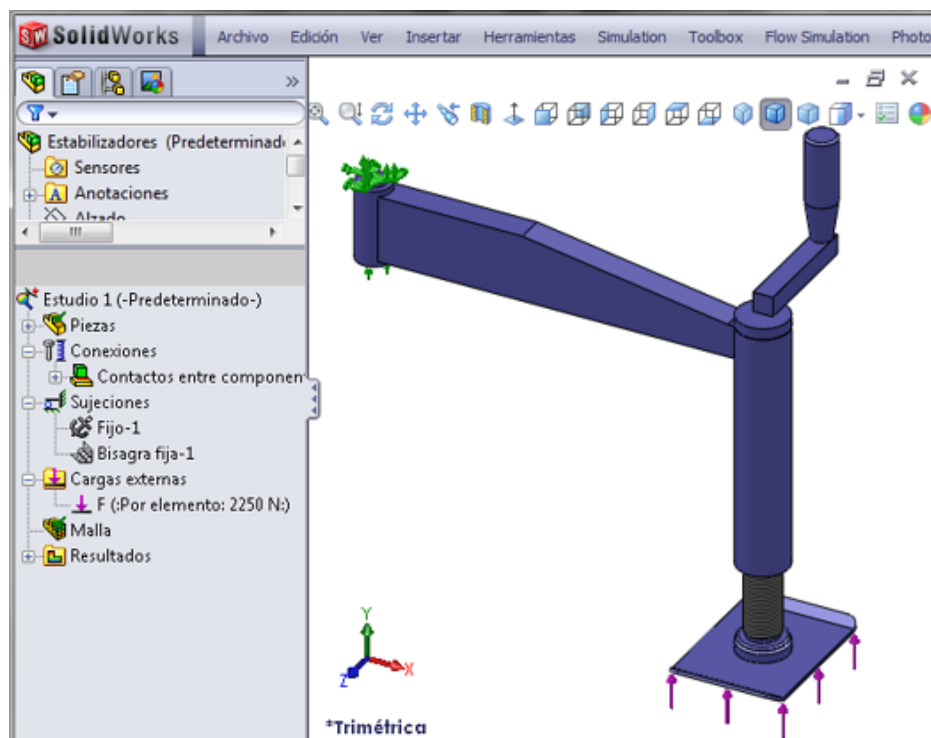 SolidWorks Archivo Edición Ver Insertar Herramientas Simulation Toolbox Flow Simulation Photo
Estabilizadores (Predeterminad
Sensores
A Anotaciones
Alzado
Estudio 1 (-Predeterminado-)
Piezas
Conexiones
Contactos entre componen
Sujeciones
Fijo-1
Bisagra fija-1
Cargas externas
F (:Por elemento: 2250 N:)
Malla
Resultados
Y
X
Z
*Trimétrica